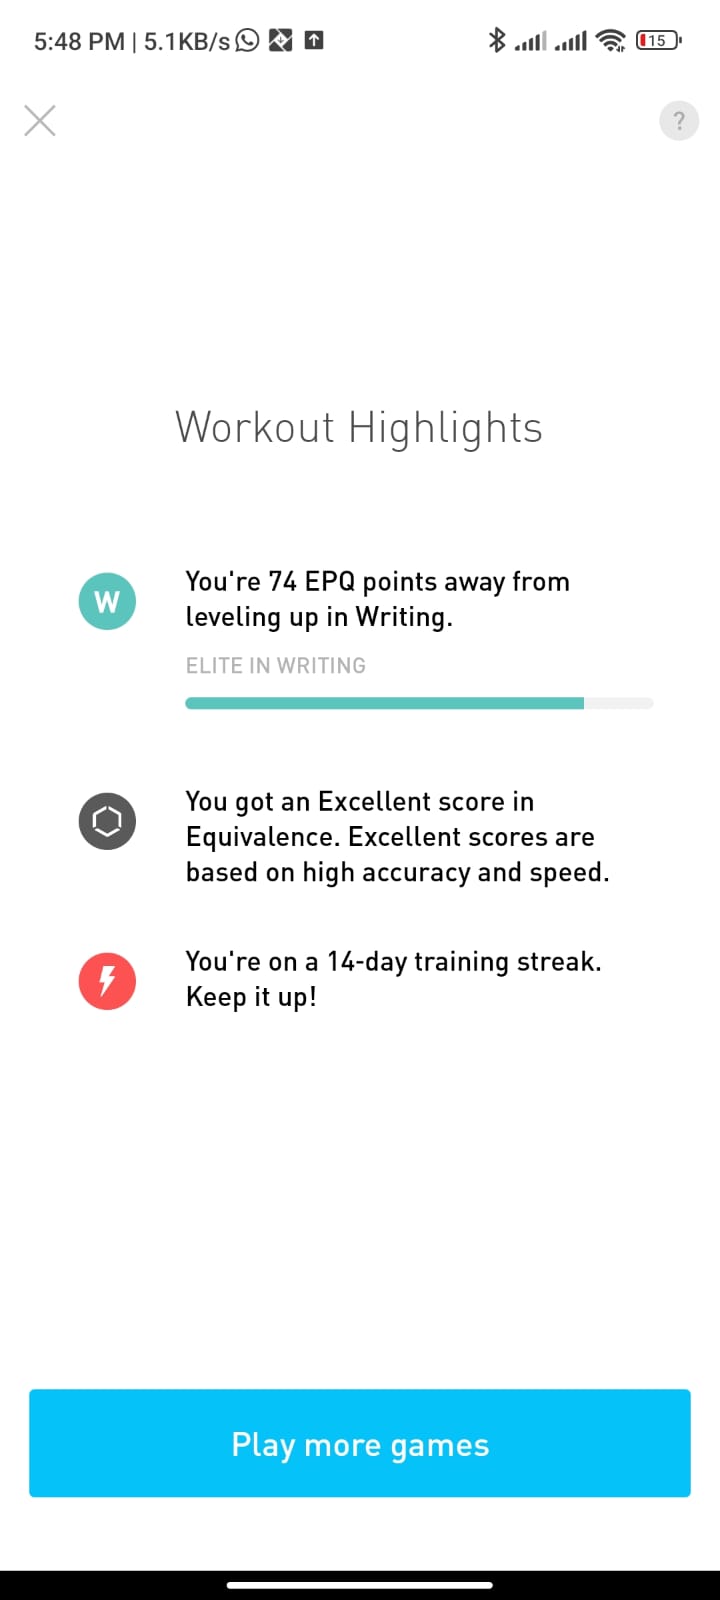 5:48 PM | 5.1KB/s 15
?
Workout Highlights
W
You're 74 EPQ points away from
leveling up in Writing.
ELITE IN WRITING
You got an Excellent score in
Equivalence. Excellent scores are
based on high accuracy and speed.
You're on a 14-day training streak.
Keep it up!
Play more games